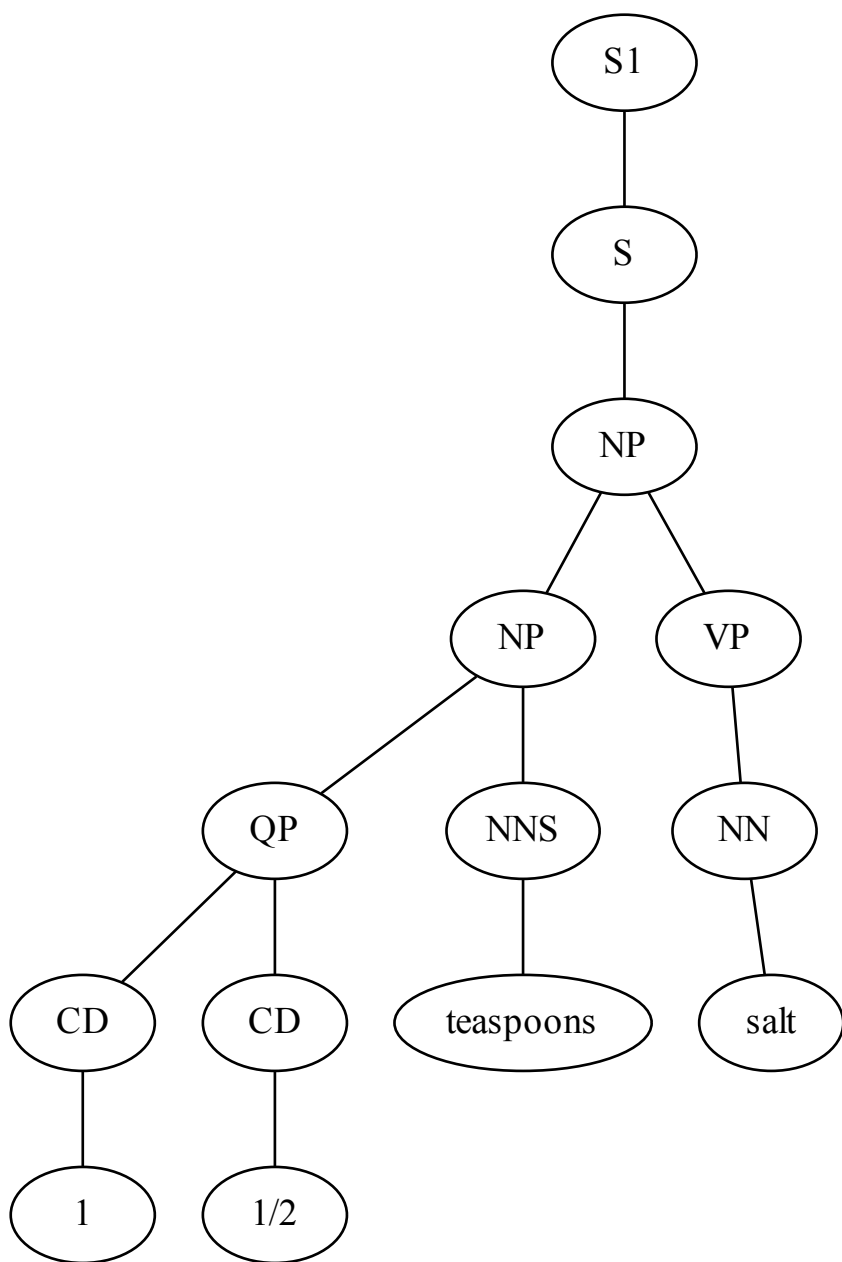 S1
S
NP
NP VP
QP NNS NN
CD CD teaspoons salt
1 1/2